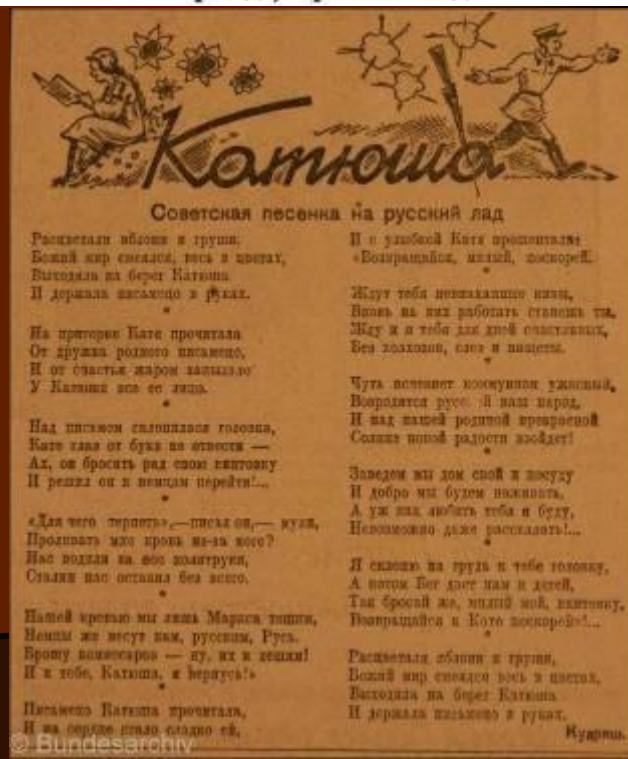 Катюша
Советская песенка на русский лад
Расцветали яблони и груши,
Божий мир смеялся, весь в цветах,
Выходила на берег Катюша
И держала письмецо в руках.
*
На пригорке Катя прочитала
От дружка родного письмецо,
И от счастья жаром запылало
У Катюши все ее лицо.
*
Над письмом склонилася головка,
Кате глаз от букв не отвести —
Ах, он бросить рад свою винтовку
И решил он к немцам перейти!...
*
«Для чего терпеть»,—писал он,— муки,
Проливать мне кровь из-за кого?
Нас водили за нос политруки,
Сталин нас оставил без всего.
*
Нашей кровью мы лишь Маркса тешим,
Немцы же несут нам, русским, Русь.
Брошу комиссаров — ну, их к лешим!
И к тебе, Катюша, я вернусь!»
*
Письмецо Катюша прочитала,
И на сердце стало сладко ей,
И с улыбкой Катя прошептала:
«Возвращайся, милый, поскорей.
*
Ждут тебя невспаханные нивы,
Вновь на них работать станешь ты,
Жду и я тебя для дней счастливых,
Без колхозов, слез и нищеты.
*
Чуть исчезнет коммунизм ужасный,
Возродится русский наш народ,
И над нашей родиной прекрасной
Солнце новой радости взойдет!
*
Заведем мы дом свой и посуду
И добро мы будем наживать,
А уж как любить тебя я буду,
Невозможно даже рассказать!...
*
Я склоню на грудь к тебе головку,
А потом Бог даст нам и детей,
Так бросай же, милый мой, винтовку,
Возвращайся к Кате поскорей!...
*
Расцветали яблони и груши,
Божий мир смеялся весь в цветах,
Выходила на берег Катюша
И держала письмецо в руках.
Кудряш.
© Bundesarchiv